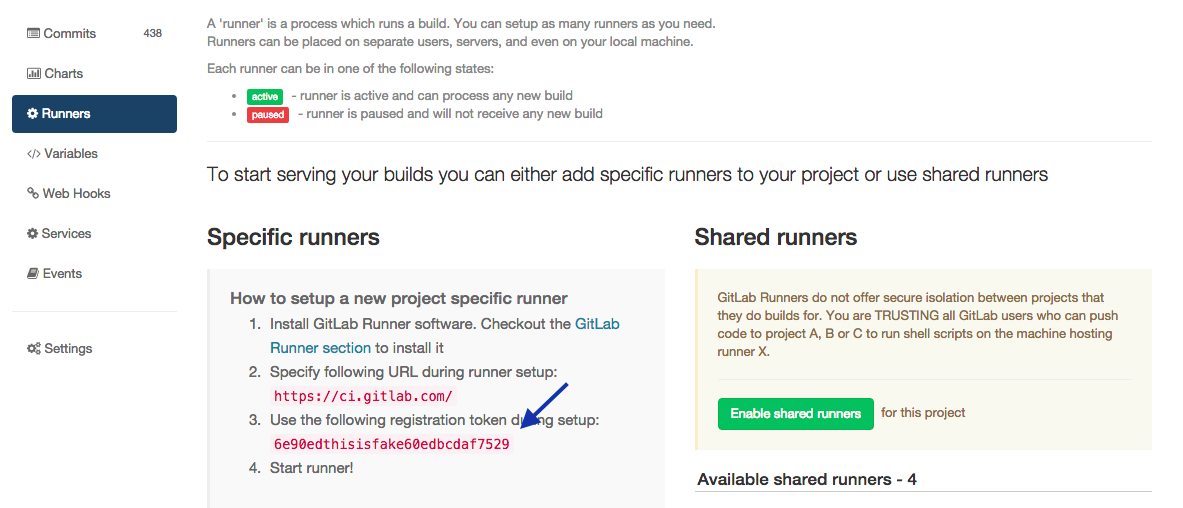 Commits 438
Charts
Runners
</> Variables
Web Hooks
Services
Events
Settings
A 'runner' is a process which runs a build. You can setup as many runners as you need.
Runners can be placed on separate users, servers, and even on your local machine.
Each runner can be in one of the following states:
• active - runner is active and can process any new build
• paused - runner is paused and will not receive any new build
To start serving your builds you can either add specific runners to your project or use shared runners
Specific runners
How to setup a new project specific runner
1. Install GitLab Runner software. Checkout the GitLab
Runner section to install it
2. Specify following URL during runner setup:
https://ci.gitlab.com/
3. Use the following registration token during setup:
6e90edthisisfake60edbcdaf7529
4. Start runner!
Shared runners
GitLab Runners do not offer secure isolation between projects that
they do builds for. You are TRUSTING all GitLab users who can push
code to project A, B or C to run shell scripts on the machine hosting
runner X.
Enable shared runners for this project
Available shared runners - 4